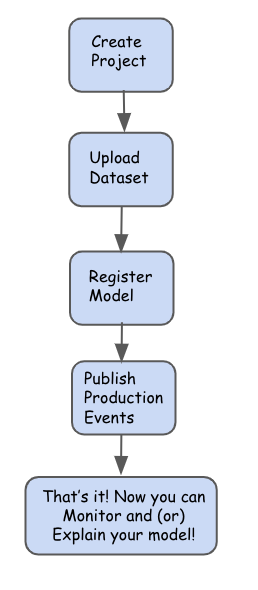 Create
Project
Upload
Dataset
Register
Model
Publish
Production
Events
That's it! Now you can
Monitor and (or)
Explain your model!